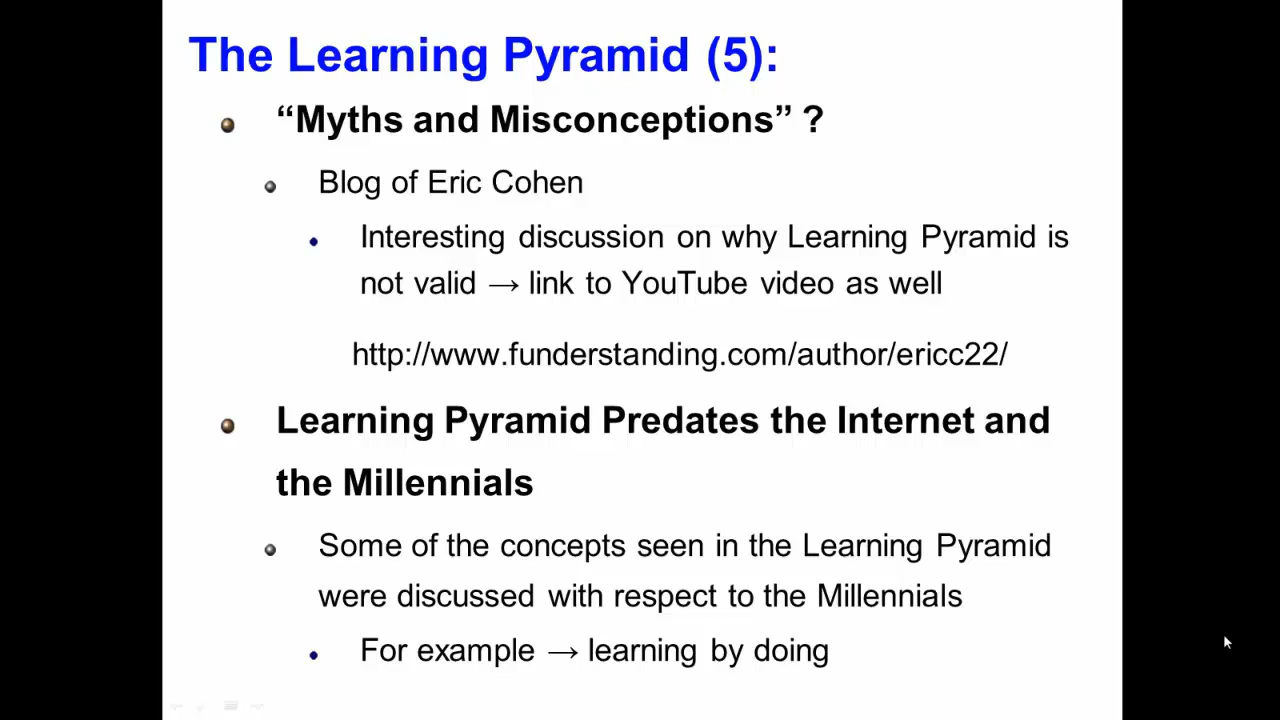 The Learning Pyramid (5):
“Myths and Misconceptions” ?
Blog of Eric Cohen
Interesting discussion on why Learning Pyramid is
not valid → link to YouTube video as well
http://www.funderstanding.com/author/ericc22/
Learning Pyramid Predates the Internet and
the Millennials
Some of the concepts seen in the Learning Pyramid
were discussed with respect to the Millennials
For example → learning by doing